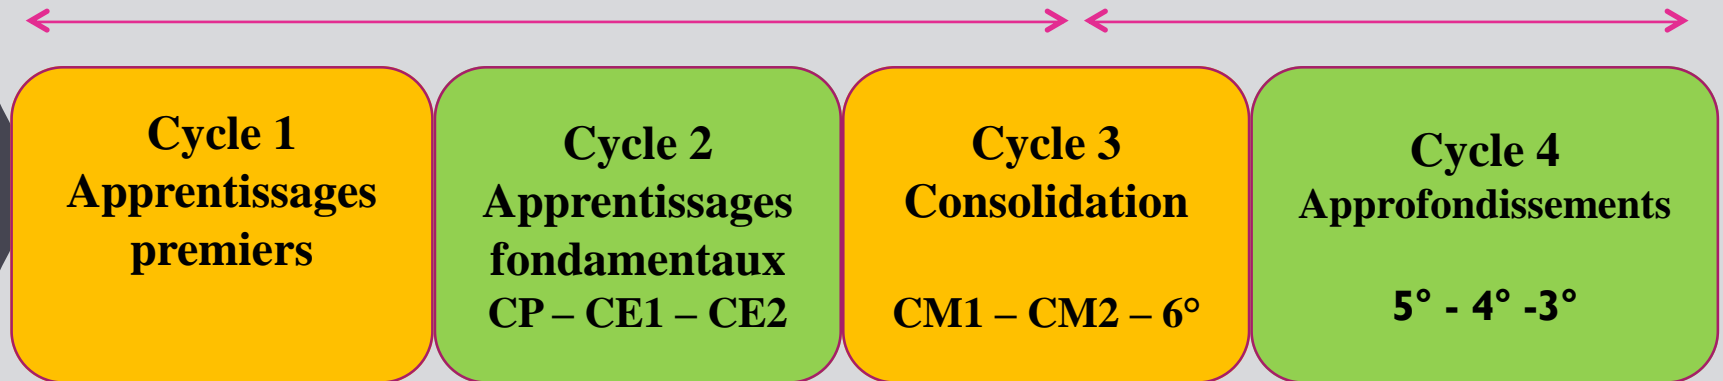 Cycle 1
Apprentissages
premiers
Cycle 2
Apprentissages
fondamentaux
CP – CE1 – CE2
Cycle 3
Consolidation
CM1 – CM2 – 6°
Cycle 4
Approfondissements
5° - 4° -3°